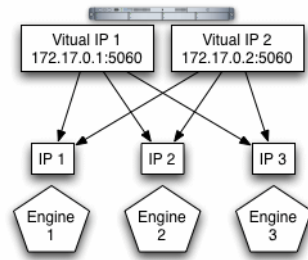 Vitual IP 1
172.17.0.1:5060
Vitual IP 2
172.17.0.2:5060
IP 1
IP 2
IP 3
Engine
1
Engine
2
Engine
3